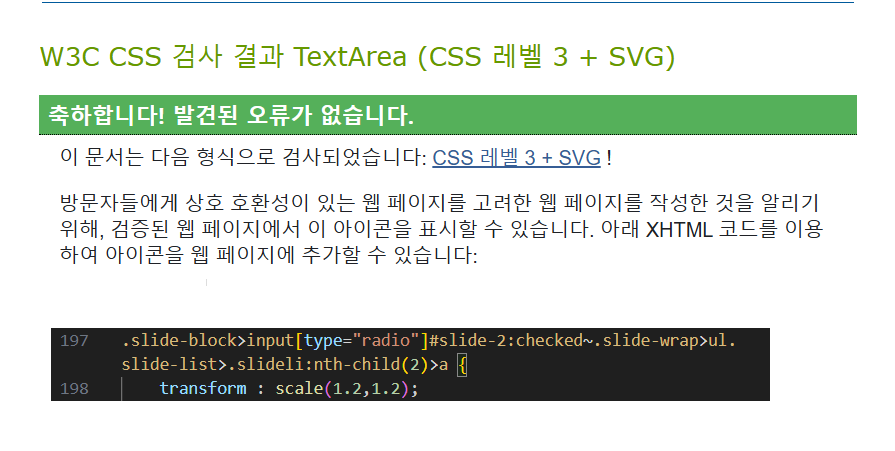 W3C CSS 검사 결과 TextArea (CSS 레벨 3 + SVG)
축하합니다! 발견된 오류가 없습니다.
이 문서는 다음 형식으로 검사되었습니다: CSS 레벨 3 + SVG !
방문자들에게 상호 호환성이 있는 웹 페이지를 고려한 웹 페이지를 작성한 것을 알리기
위해, 검증된 웹 페이지에서 이 아이콘을 표시할 수 있습니다. 아래 XHTML 코드를 이용
하여 아이콘을 웹 페이지에 추가할 수 있습니다:
197 .slide-block>input[type="radio"]#slide-2:checked~.slide-wrap>ul.
slide-list>.slideli:nth-child(2)>a {
198 transform : scale(1.2,1.2);